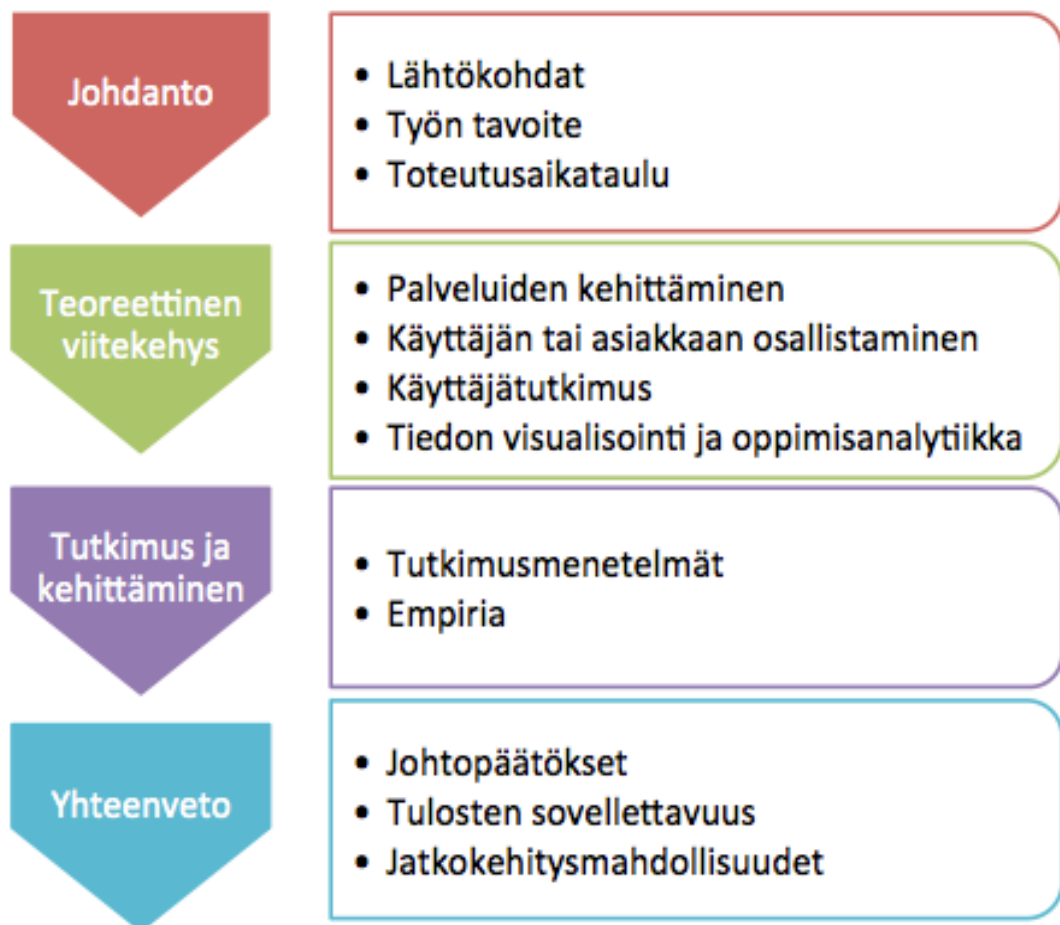 Johdanto
• Lähtökohdat
• Työn tavoite
• Toteutusaikataulu
Teoreettinen
viitekehys
• Palveluiden kehittäminen
• Käyttäjän tai asiakkaan osallistaminen
• Käyttäjätutkimus
• Tiedon visualisointi ja oppimisanalytiikka
Tutkimus ja
kehittäminen
• Tutkimusmenetelmät
• Empiria
Yhteenveto
• Johtopäätökset
• Tulosten sovellettavuus
• Jatkokehitysmahdollisuudet